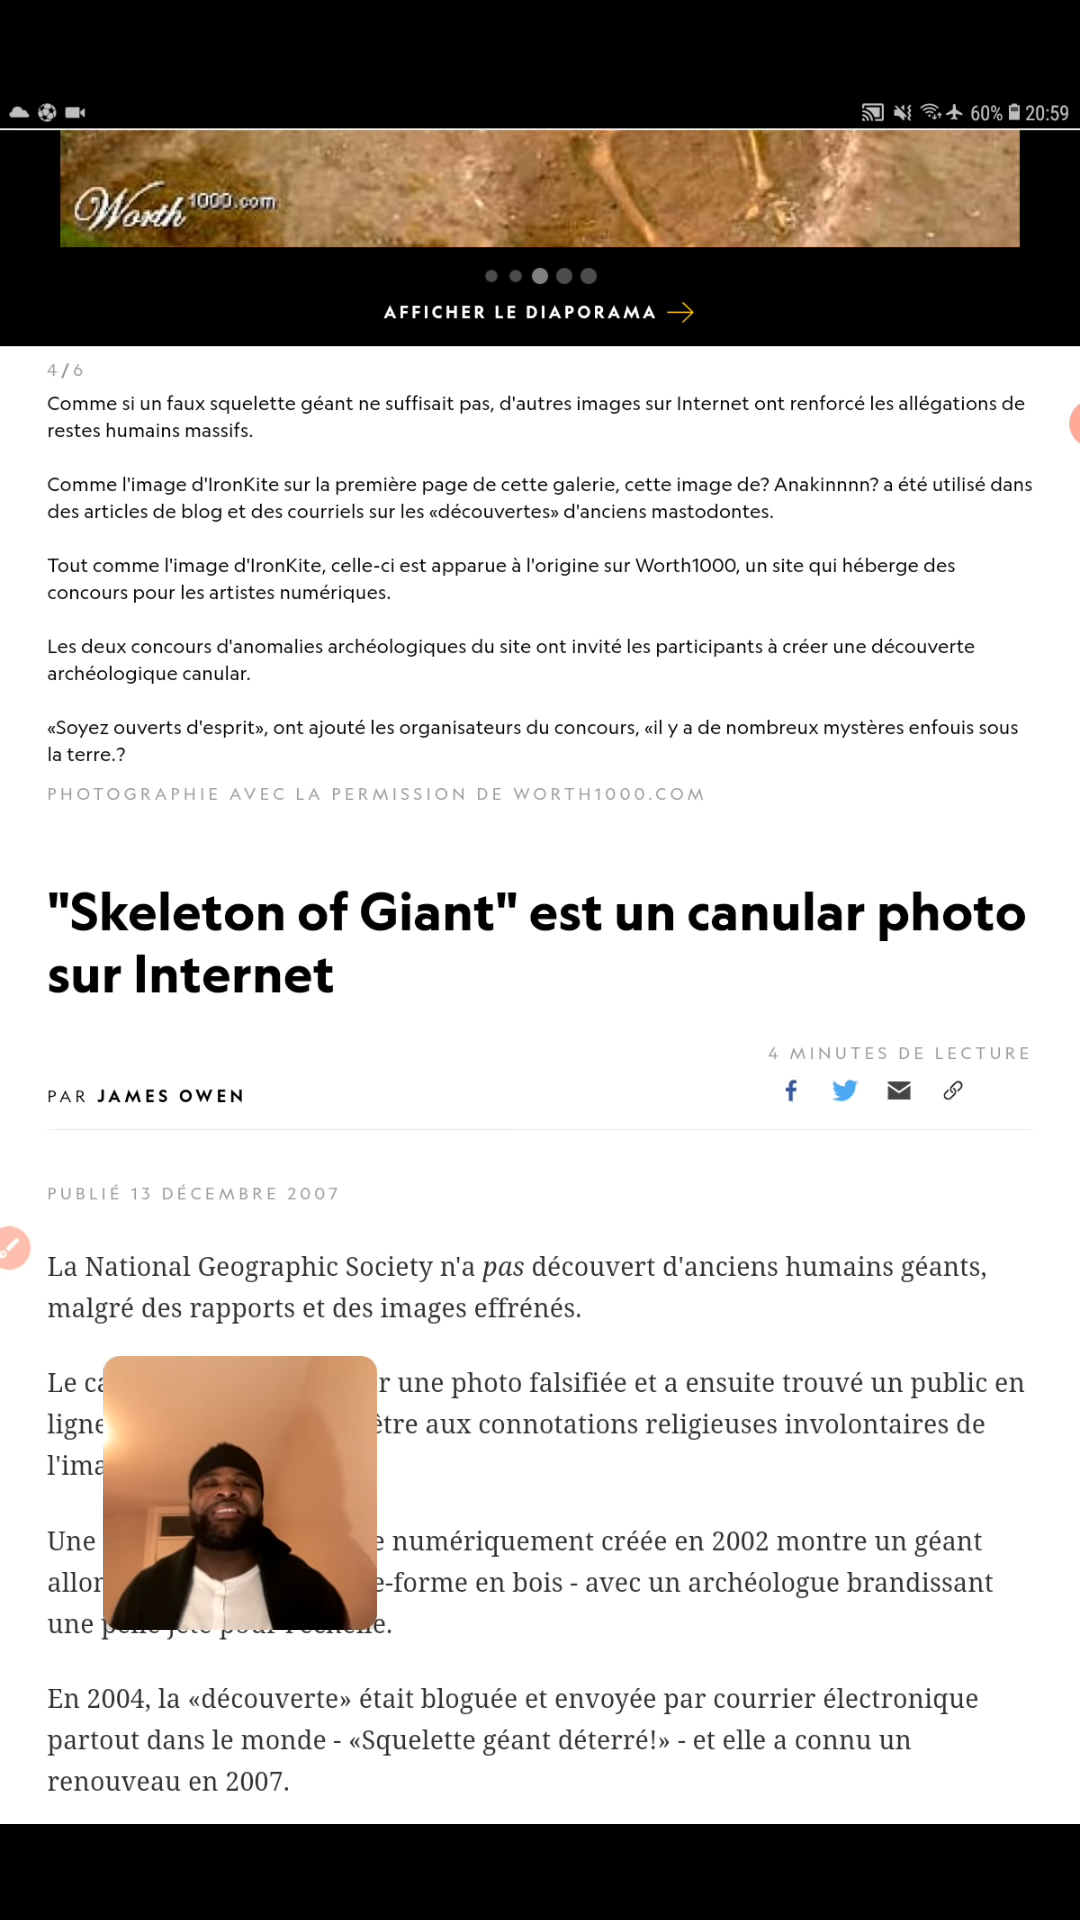 60% 20:59
Worth1000.com
AFFICHER LE DIAPORAMA
4/6
Comme si un faux squelette géant ne suffisait pas, d'autres images sur Internet ont renforcé les allégations de
restes humains massifs.
Comme l'image d'IronKite sur la première page de cette galerie, cette image de? Anakinnnn? a été utilisé dans
des articles de blog et des courriels sur les «découvertes» d'anciens mastodontes.
Tout comme l'image d'IronKite, celle-ci est apparue à l'origine sur Worth1000, un site qui héberge des
concours pour les artistes numériques.
Les deux concours d'anomalies archéologiques du site ont invité les participants à créer une découverte
archéologique canular.
«Soyez ouverts d'esprit», ont ajouté les organisateurs du concours, «il y a de nombreux mystères enfouis sous
la terre.?
PHOTOGRAPHIE AVEC LA PERMISSION DE WORTH1000.COM
"Skeleton of Giant" est un canular photo
sur Internet
4 MINUTES DE LECTURE
PAR JAMES OWEN
PUBLIÉ 13 DÉCEMBRE 2007
La National Geographic Society n'a pas découvert d'anciens humains géants,
malgré des rapports et des images effrénés.
Le une photo falsifiée et a ensuite trouvé un public en
ligne aux connotations religieuses involontaires de
Une numériquement créée en 2002 montre un géant
en bois - avec un archéologue brandissant
une
En 2004, la «découverte» était bloguée et envoyée par courrier électronique
partout dans le monde - «Squelette géant déterré!» - et elle a connu un
renouveau en 2007.